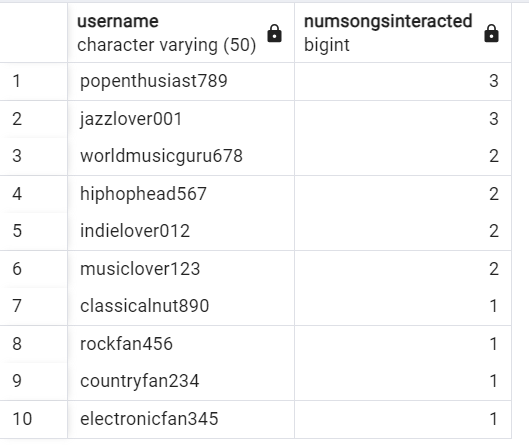 username numsongsinteracted
character varying (50) bigint
1 popenthusiast789 3
2 jazzlover001 3
3 worldmusicguru678 2
4 hiphophead567 2
5 indielover012 2
6 musiclover123 2
7 classicalnut890 1
8 rockfan456 1
9 countryfan234 1
10 electronicfan345 1